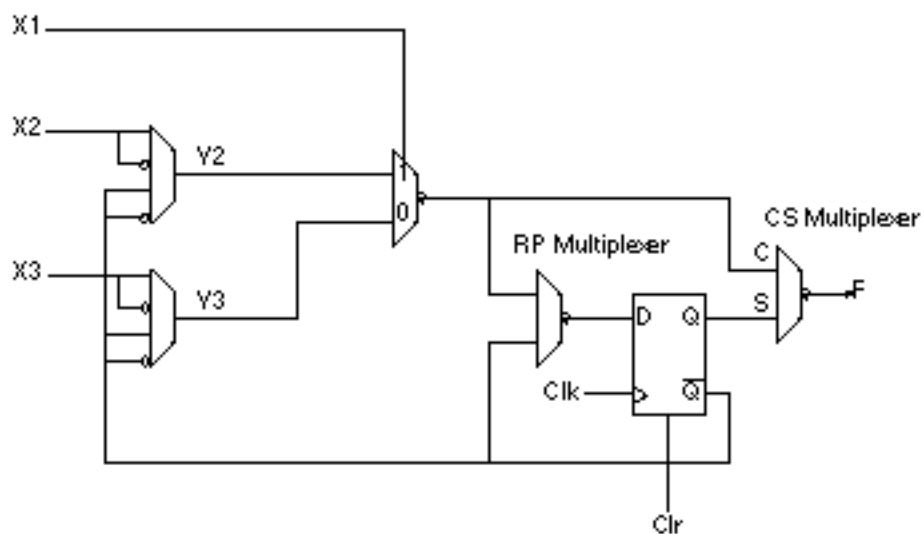 X1
X2
Y2
1
0
CS Multiplexer
RP Multiplexer
C
F
X3
Y3
S
D Q
Clk
Q
Clr